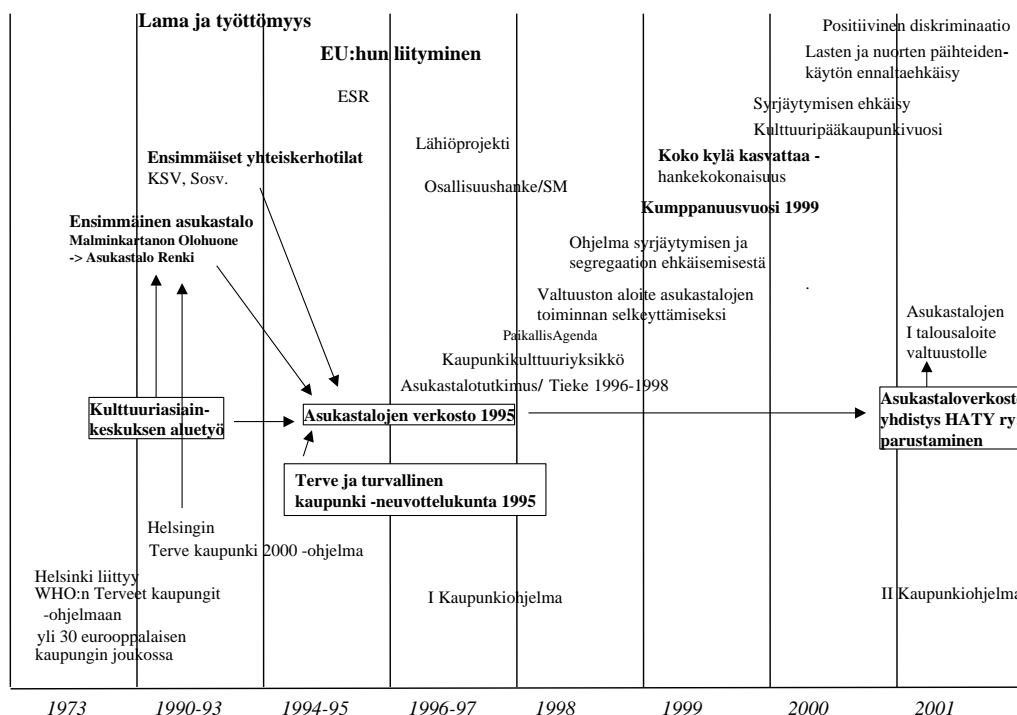 Lama ja työttömyys
EU:hun liityminen
ESR
Positiivinen diskriminaatio
Lasten ja nuorten päihteiden-
käytön ennaltaehkäisy
Syrjäytymisen ehkäisy
Kulttuuripääkaupunkivuosi
Lähiöprojekti
Ensimmäiset yhteiskerhotilat
KSV, Sosv.
Koko kylä kasvattaa -
hankekokonaisuus
Osallisuushanke/SM
Kumppanuusvuosi 1999
Ensimmäinen asukastalo
Malminkartanon Olohuone
-> Asukastalo Renki
Ohjelma syrjäytymisen ja
segregaation ehkäisemisestä
Valtuuston aloite asukastalojen
toiminnan selkeyttämiseksi
PaikallisAgenda
Kaupunkikulttuuriyksikkö
Asukastalotutkimus/ Tieke 1996-1998
Asukastalojen
I talousaloite
valtuustolle
Kulttuuriasiain-
keskuksen aluetyö
Asukastalojen verkosto 1995
Asukastaloverkosto
yhdistys HATY ry
parustaminen
Terve ja turvallinen
kaupunki -neuvottelukunta 1995
Helsingin
Terve kaupunki 2000 -ohjelma
Helsinki liittyy
WHO:n Terveet kaupungit
-ohjelmaan
yli 30 eurooppalaisen
kaupungin joukossa
I Kaupunkiohjelma
II Kaupunkiohjelma
1973 1990-93 1994-95 1996-97 1998 1999 2000 2001